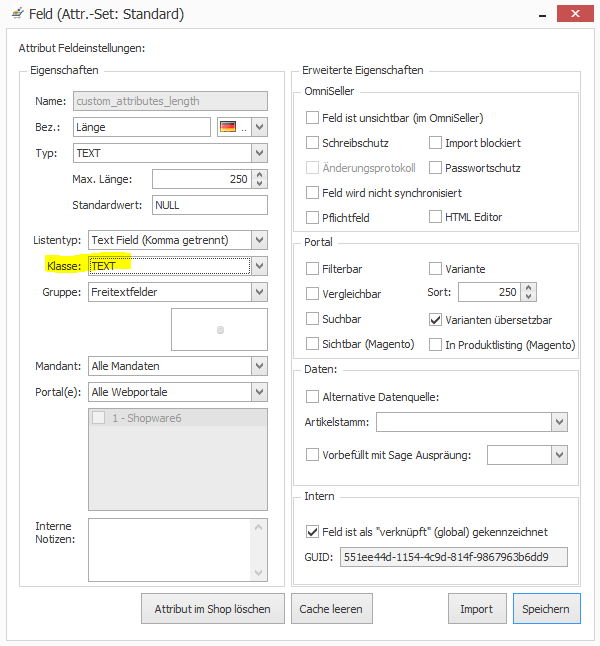 Feld (Attr.-Set: Standard)
Attribut Feldeinstellungen:
Eigenschaften
Name: custom_attributes_length
Bez.: Länge ..
Typ: TEXT
Max. Länge: 250
Standardwert: NULL
Listentyp: Text Field (Komma getrennt)
Klasse: TEXT
Gruppe: Freitextfelder
Mandant: Alle Mandaten
Portal(e): Alle Webportale
1 - Shopware6
Interne
Notizen:
Erweiterte Eigenschaften
OmniSeller
Feld ist unsichtbar (im OmniSeller)
Schreibschutz Import blockiert
Änderungsprotokoll Passwortschutz
Feld wird nicht synchronisiert
Pflichtfeld HTML Editor
Portal
Filterbar Variante
Vergleichbar Sort: 250
Suchbar Varianten übersetzbar
Sichtbar (Magento) In Produktlisting (Magento)
Daten:
Alternative Datenquelle:
Artikelstamm:
Vorbefüllt mit Sage Auspräung:
Intern
Feld ist als "verknüpft" (global) gekennzeichnet
GUID: 551ee44d-1154-4c9d-814f-9867963b6dd9
Attribut im Shop löschen Cache leeren Import Speichern